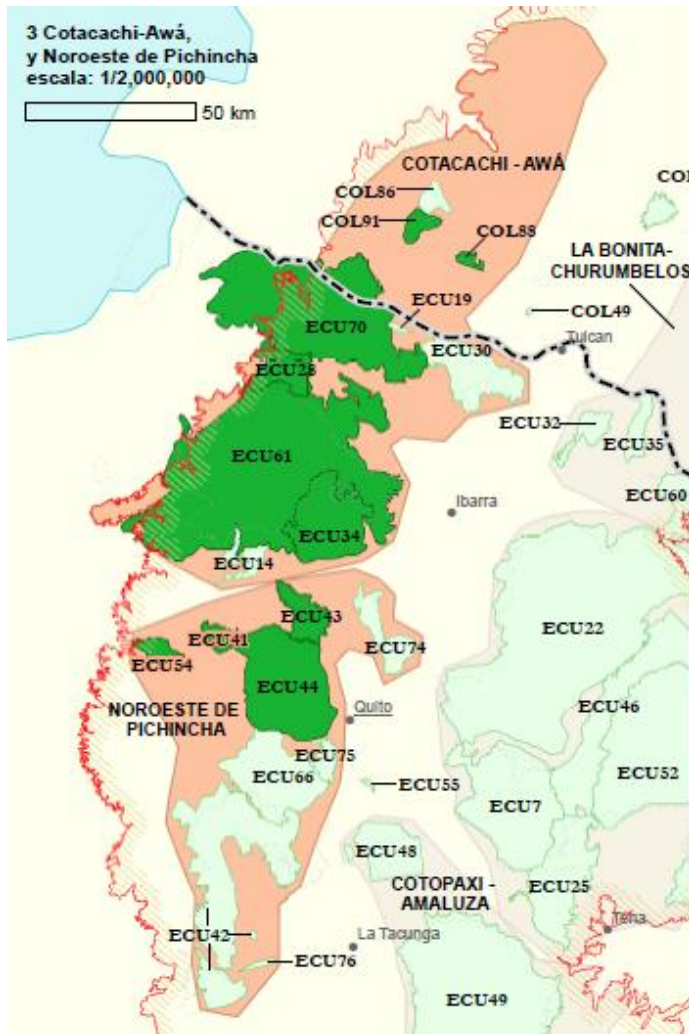 3 Cotacachi-Awá,
y Noroeste de Pichincha
escala: 1/2,000,000
50 km
COTACACHI - AWÁ
COL86
COL91
COL88
LA BONITA-
CHURUMBELOS
ECU19
COL49
ECU70
Tulcan
ECU30
ECU28
ECU32
ECU35
ECU61
ECU60
Ibarra
ECU34
ECU14
ECU43
ECU41
ECU74
ECU22
ECU54
ECU44
NOROESTE DE
PICHINCHA
Quito
ECU46
ECU75
ECU66
ECU55
ECU52
ECU7
ECU48
COTOPAXI -
AMALUZA
ECU25
ECU42
Tena
La Tacunga
ECU76
ECU49